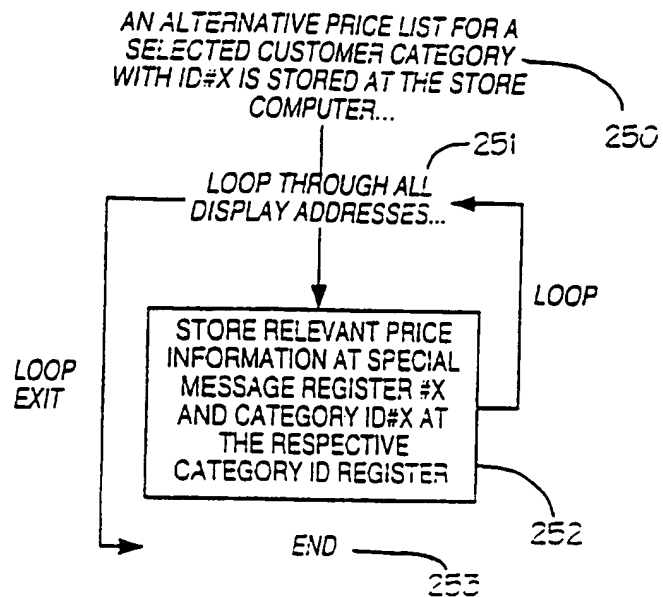 AN ALTERNATIVE PRICE LIST FOR A
SELECTED CUSTOMER CATEGORY
WITH ID#X IS STORED AT THE STORE
COMPUTER...
250
251
LOOP THROUGH ALL
DISPLAY ADDRESSES...
LOOP
STORE RELEVANT PRICE
INFORMATION AT SPECIAL
MESSAGE REGISTER #X
AND CATEGORY ID#X AT
THE RESPECTIVE
CATEGORY ID REGISTER
LOOP
EXIT
252
END
253